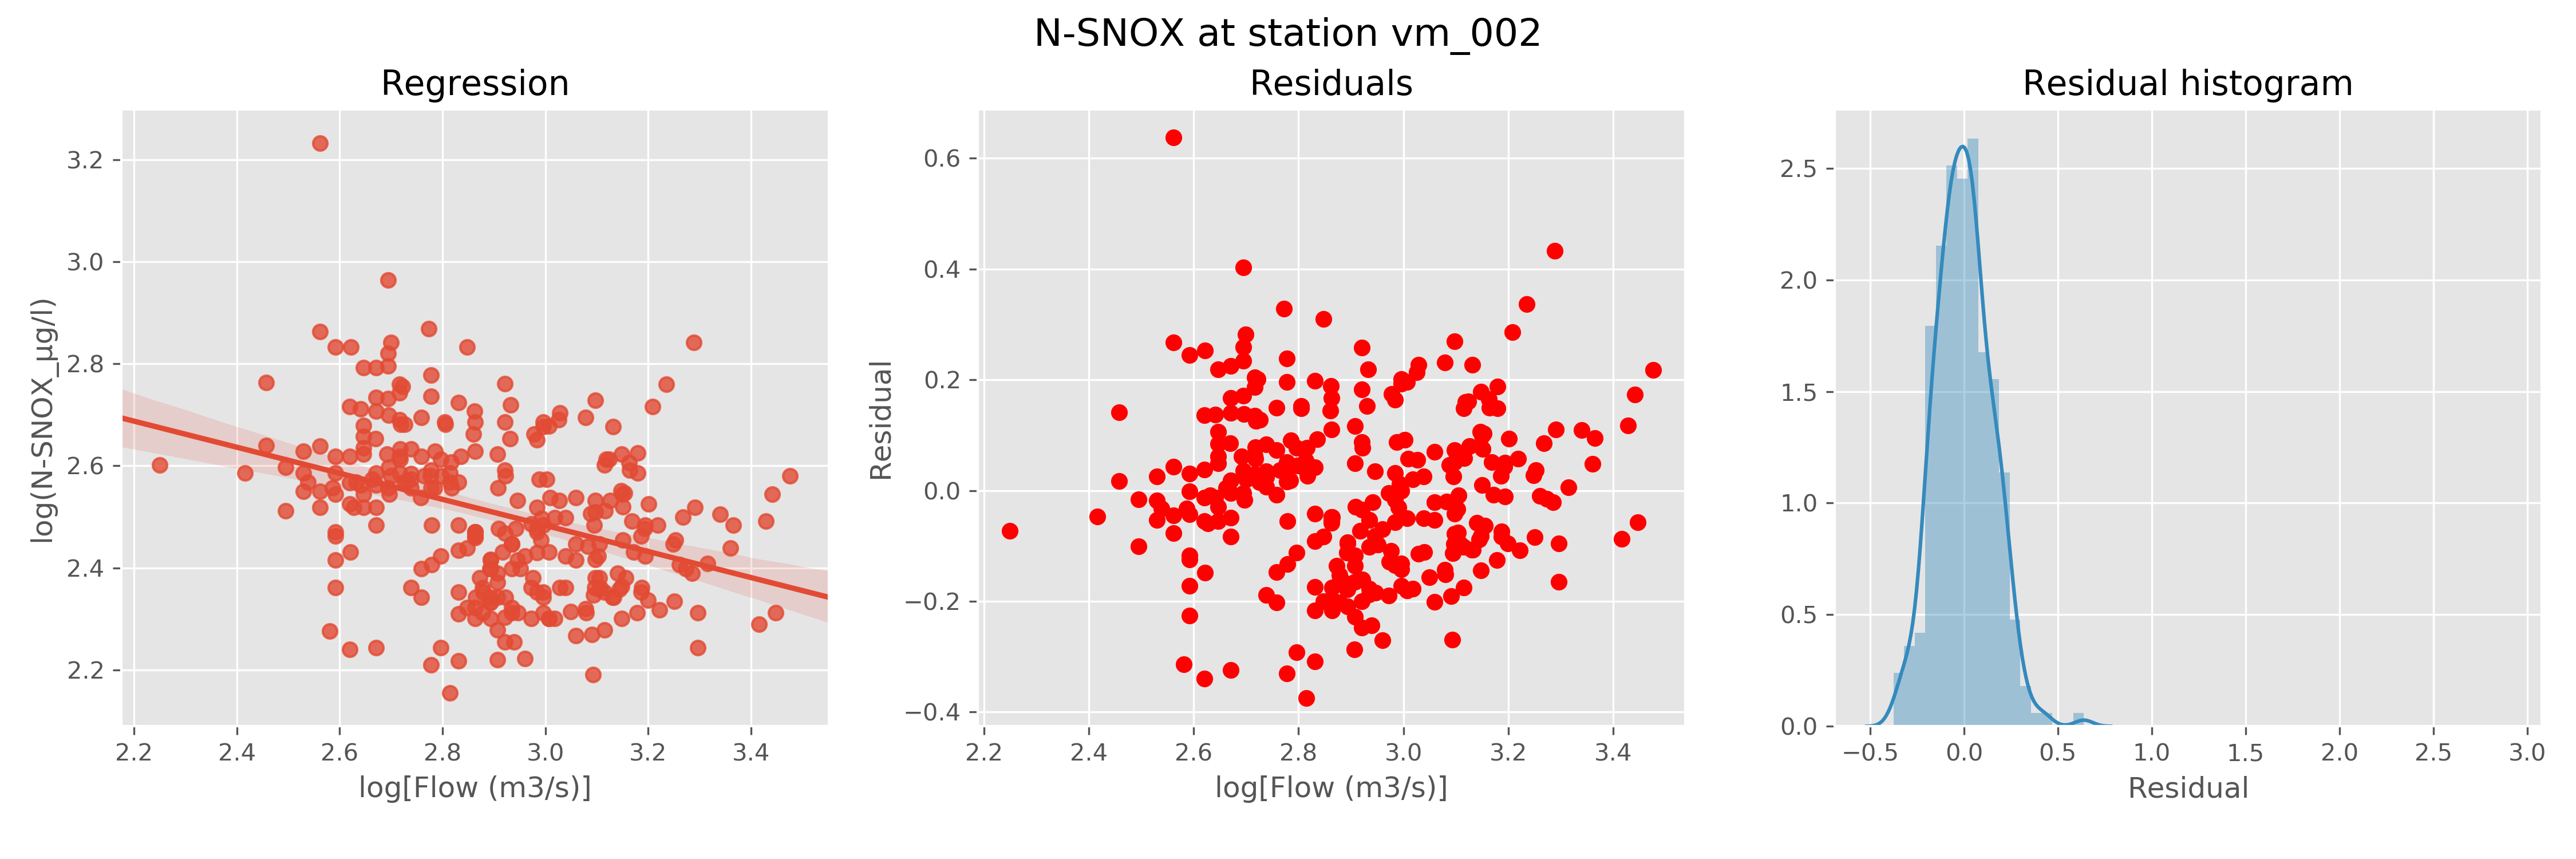 N-SNOX at station vm_002
Regression
Residuals
Residual histogram
log(N-SNOX_µg/l)
3.2
3.0
2.8
2.6
2.4
2.2
2.2 2.4 2.6 2.8 3.0 3.2 3.4
log[Flow (m3/s)]
Residual
0.6
0.4
0.2
0.0
−0.2
−0.4
2.2 2.4 2.6 2.8 3.0 3.2 3.4
log[Flow (m3/s)]
2.5
2.0
1.5
1.0
0.5
0.0
−0.5 0.0 0.5 1.0 1.5 2.0 2.5 3.0
Residual